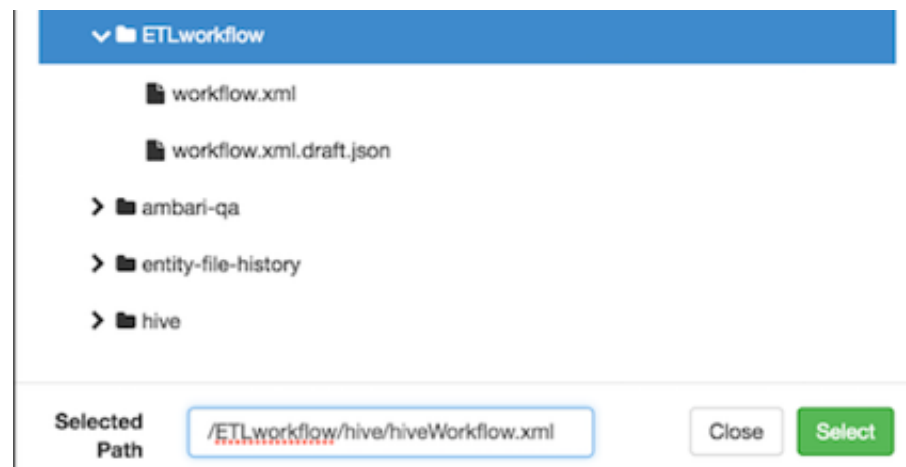 ETLworkflow
workflow.xml
workflow.xml.draft.json
ambari-qa
entity-file-history
hive
Selected
Path
/ETLworkflow/hive/hiveWorkflow.xml
Close
Select